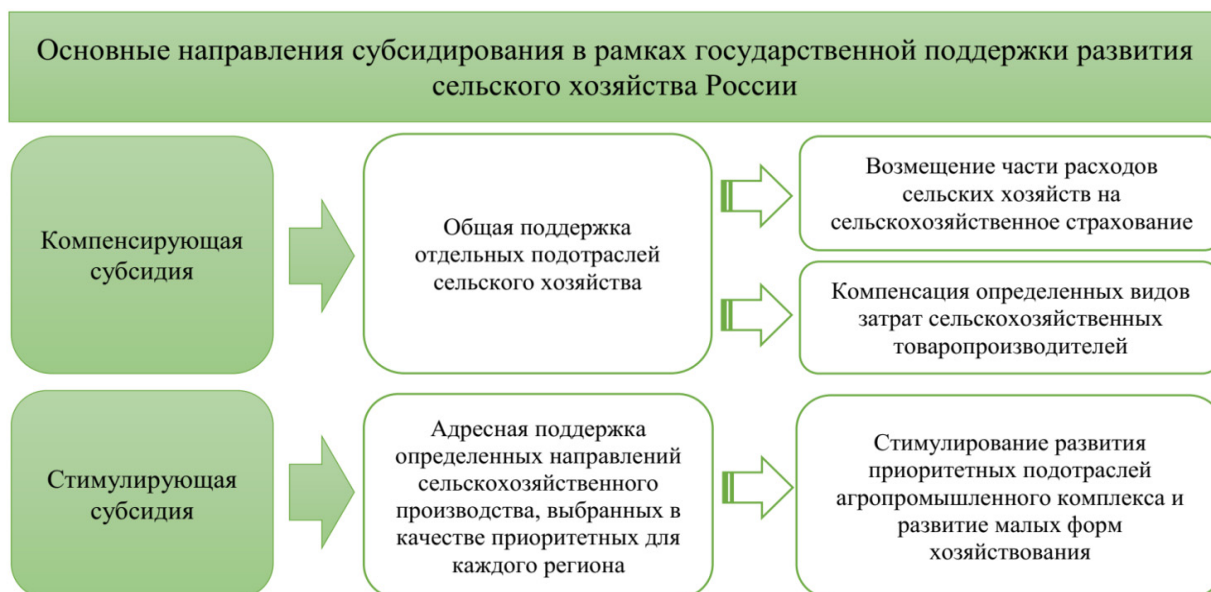 Основные направления субсидирования в рамках государственной поддержки развития
сельского хозяйства России
Компенсирующая
субсидия
Общая поддержка
отдельных подотраслей
сельского хозяйства
Возмещение части расходов
сельских хозяйств на
сельскохозяйственное страхование
Компенсация определенных видов
затрат сельскохозяйственных
товаропроизводителей
Стимулирующая
субсидия
Адресная поддержка
определенных направлений
сельскохозяйственного
производства, выбранных в
качестве приоритетных для
каждого региона
Стимулирование развития
приоритетных подотраслей
агропромышленного комплекса и
развитие малых форм
хозяйствования